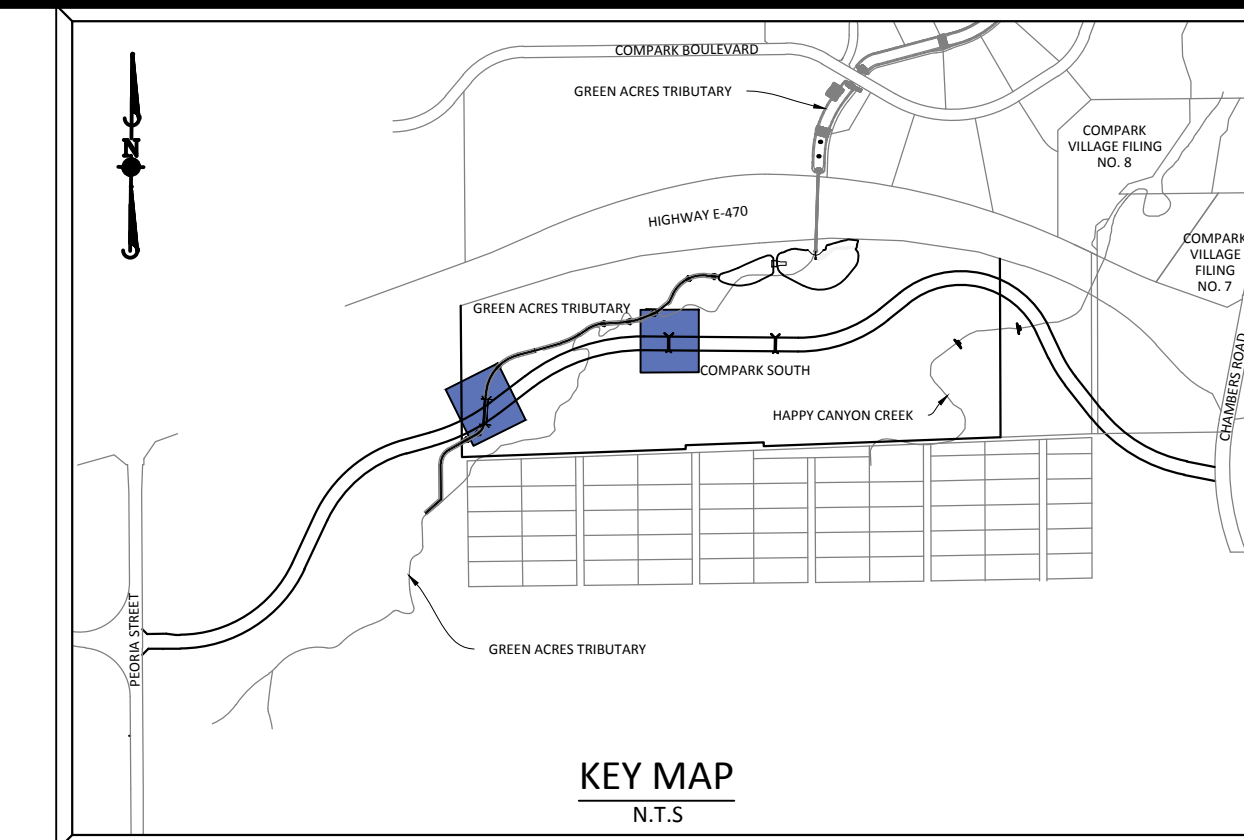 COMPARK BOULEVARD
GREEN ACRES TRIBUTARY
COMPARK
VILLAGE FILING
NO. 8
N
HIGHWAY E-470
COMPARK
VILLAGE
FILING
NO. 7
GREEN ACRES TRIBUTARY
COMPARK SOUTH
HAPPY CANYON CREEK
CHAMBERS ROAD
PEORIA STREET
GREEN ACRES TRIBUTARY
KEY MAP
N.T.S